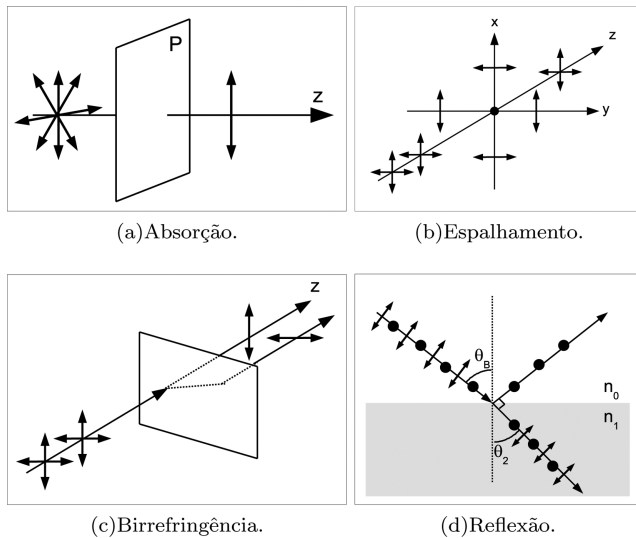 P
z
(a)Absorção.
x
z
y
(b)Espalhamento.
z
(c)Birrefringência.
θB
n0
n1
θ2
(d)Reflexão.